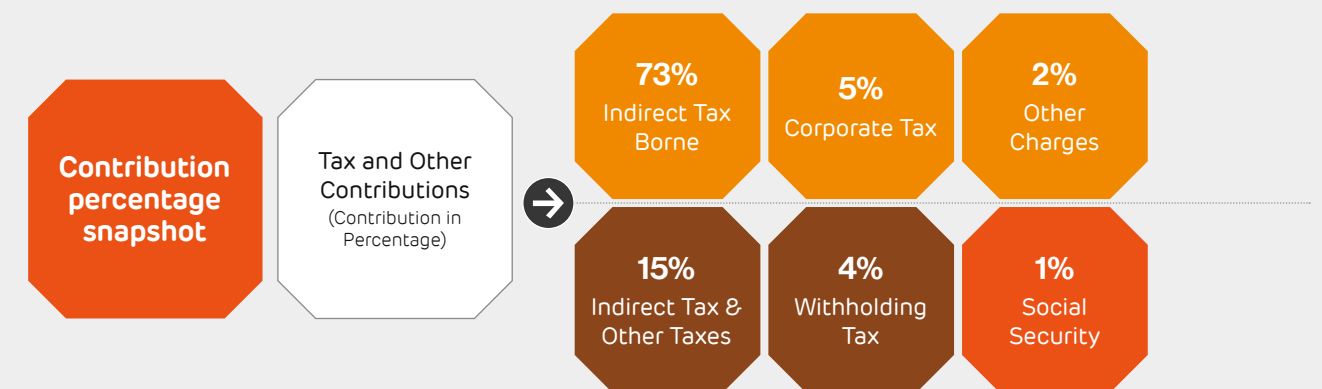 Contribution
percentage
snapshot
Tax and Other
Contributions
(Contribution in
Percentage)
73%
Indirect Tax
Borne
5%
Corporate Tax
2%
Other
Charges
15%
Indirect Tax &
Other Taxes
4%
Withholding
Tax
1%
Social
Security